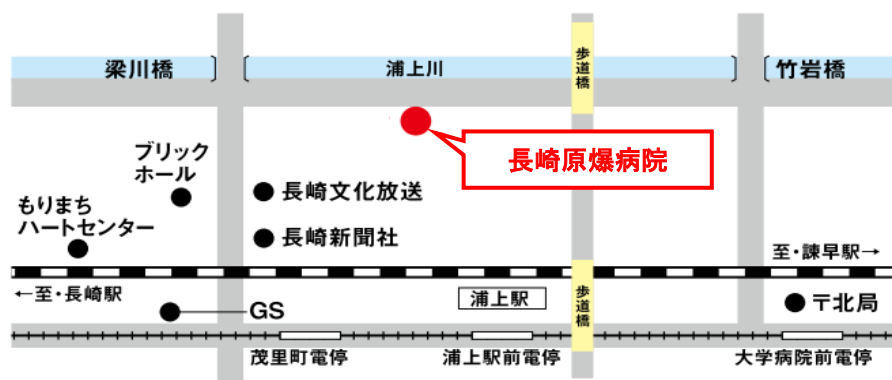 梁川橋
浦上川
歩道橋
竹岩橋
長崎原爆病院
ブリック
ホール
長崎文化放送
もりまち
ハートセンター
長崎新聞社
至・諫早駅→
←至・長崎駅
GS
浦上駅
歩道橋
〒北局
茂里町電停
浦上駅前電停
大学病院前電停